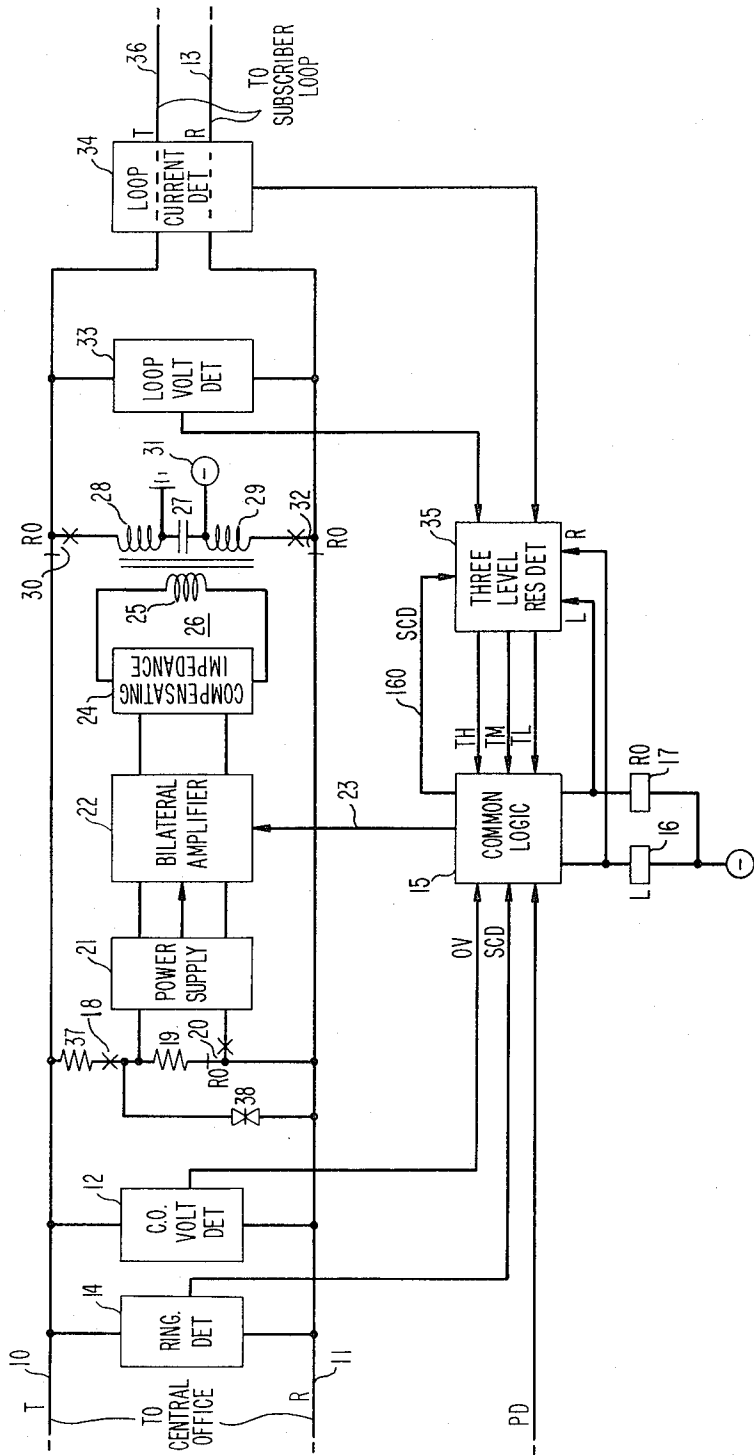 T
10
TO
CENTRAL
OFFICE
R
11
PD
14
RING.
DET
12
C.O.
VOLT
DET
37
18
19
20
RO
38
21
POWER
SUPPLY
22
BILATERAL
AMPLIFIER
23
24
COMPENSATING
IMPEDANCE
25
26
RO
30
28
27
31
29
32
RO
33
LOOP
VOLT
DET
34
LOOP
CURRENT
DET
T
36
R
13
TO
SUBSCRIBER
LOOP
OV
SCD
15
COMMON
LOGIC
160
SCD
TH
TM
TL
35
THREE
LEVEL
RES DET
L
R
L
16
RO
17